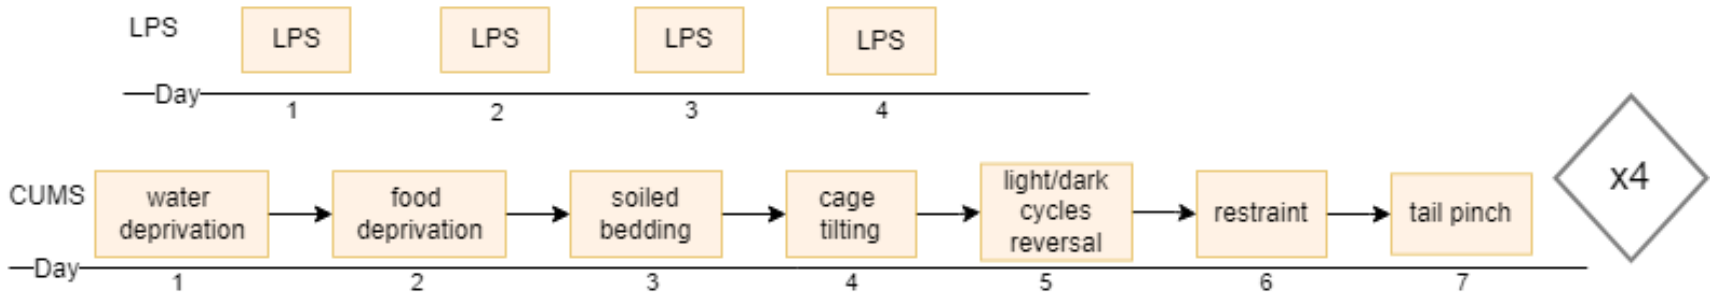 LPS
LPS
LPS
LPS
LPS
Day
1
2
3
4
CUMS
water
deprivation
food
deprivation
soiled
bedding
cage
tilting
light/dark
cycles
reversal
restraint
tail pinch
x4
Day
1
2
3
4
5
6
7